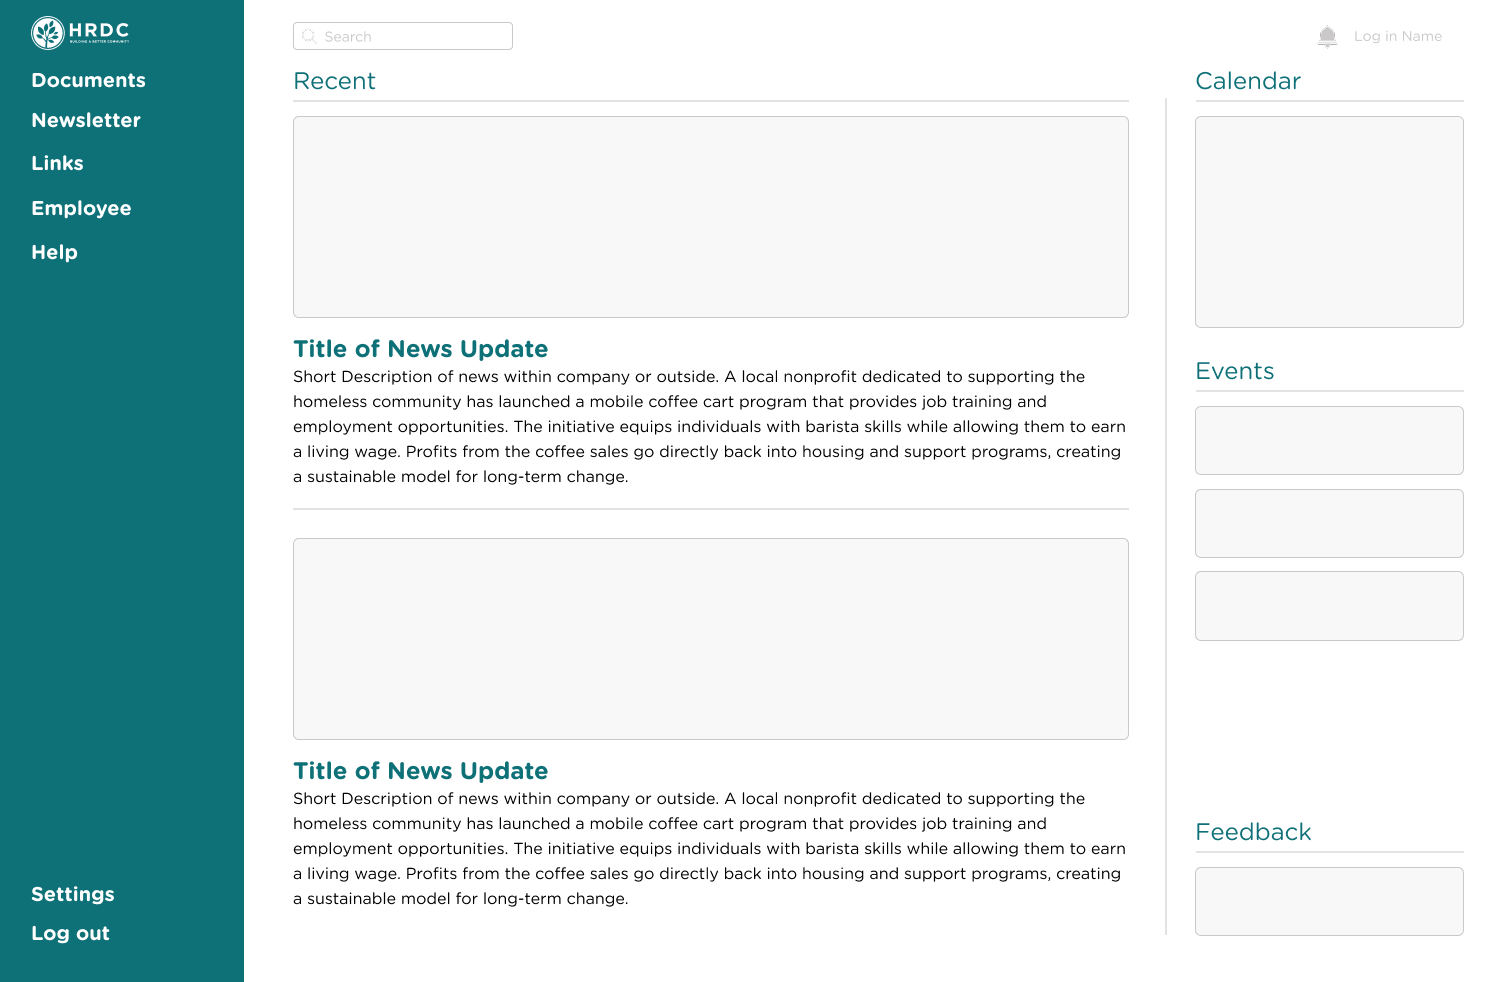 HRDC
BUILDING A BETTER COMMUNITY
Documents
Newsletter
Links
Employee
Help
Settings
Log out
Search
Log in Name
Recent
Title of News Update
Short Description of news within company or outside. A local nonprofit dedicated to supporting the
homeless community has launched a mobile coffee cart program that provides job training and
employment opportunities. The initiative equips individuals with barista skills while allowing them to earn
a living wage. Profits from the coffee sales go directly back into housing and support programs, creating
a sustainable model for long-term change.
Title of News Update
Short Description of news within company or outside. A local nonprofit dedicated to supporting the
homeless community has launched a mobile coffee cart program that provides job training and
employment opportunities. The initiative equips individuals with barista skills while allowing them to earn
a living wage. Profits from the coffee sales go directly back into housing and support programs, creating
a sustainable model for long-term change.
Calendar
Events
Feedback